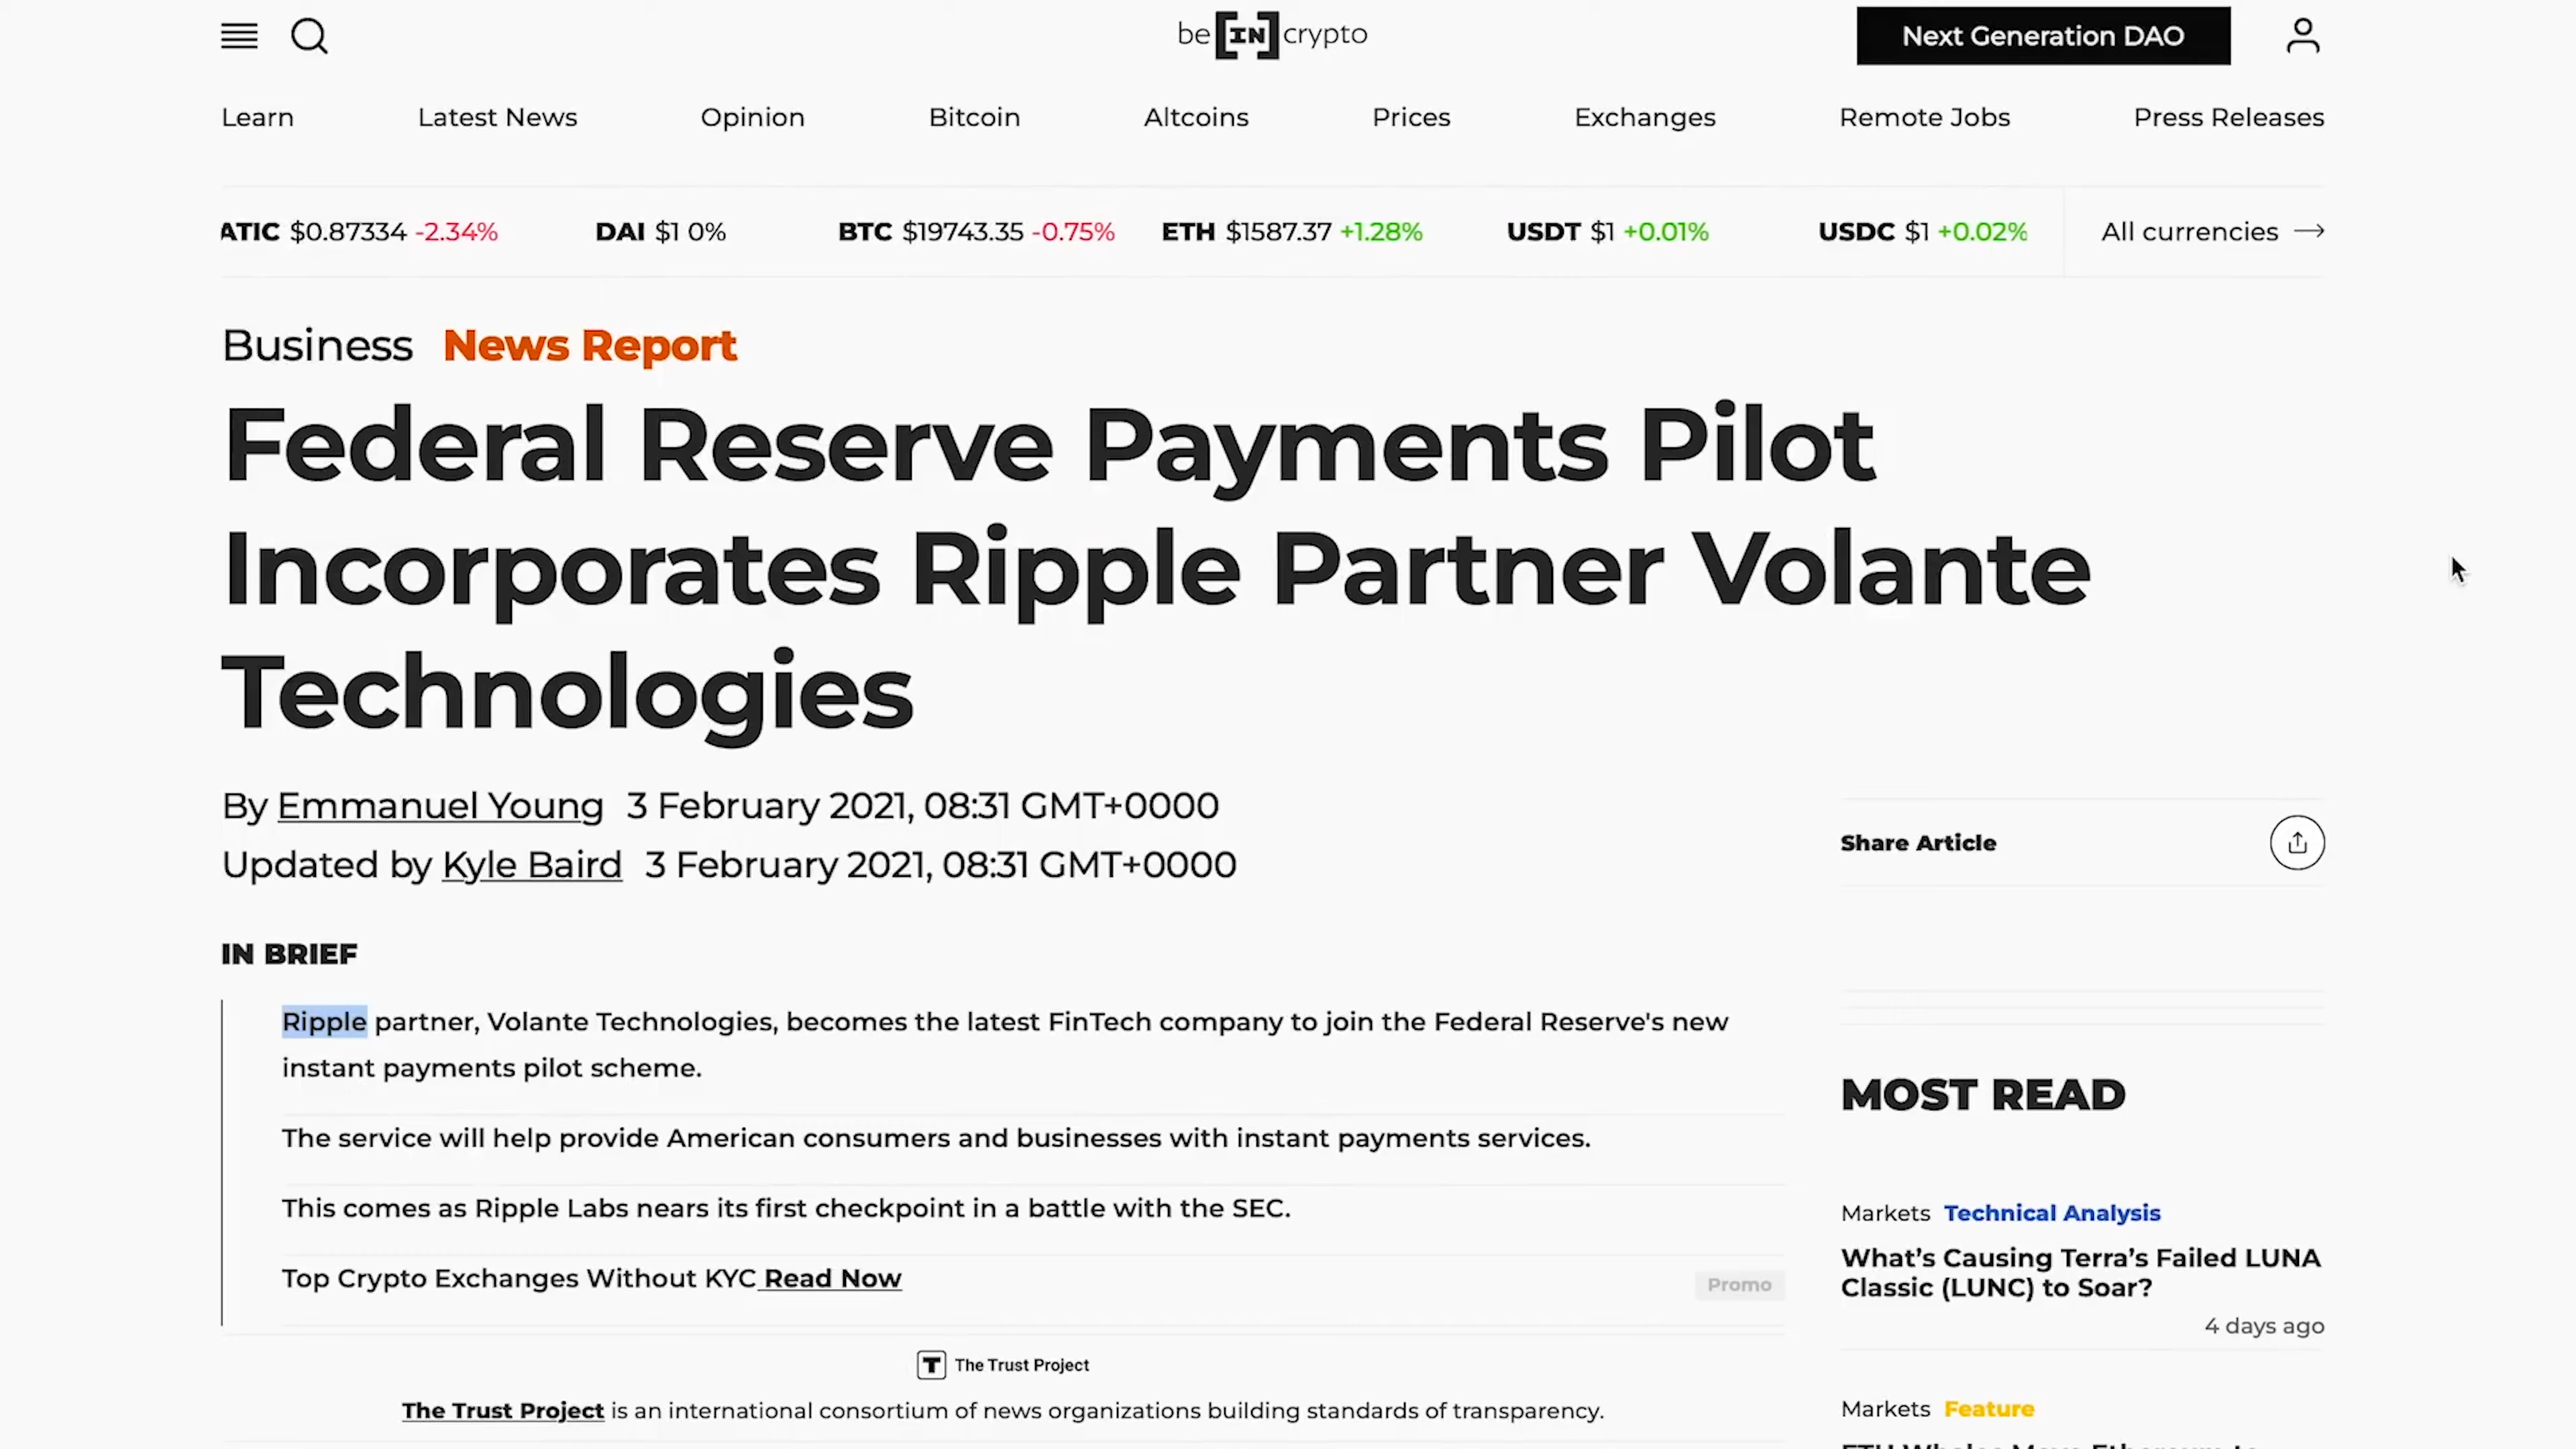 be[IN]crypto
Next Generation DAO
Learn Latest News Opinion Bitcoin Altcoins Prices Exchanges Remote Jobs Press Releases
ATIC $0.87334 -2.34% DAI $1 0% BTC $19743.35 -0.75% ETH $1587.37 +1.28% USDT $1 +0.01% USDC $1 +0.02% All currencies
Business News Report
Federal Reserve Payments Pilot
Incorporates Ripple Partner Volante
Technologies
By Emmanuel Young 3 February 2021, 08:31 GMT+0000
Updated by Kyle Baird 3 February 2021, 08:31 GMT+0000
Share Article
IN BRIEF
Ripple partner, Volante Technologies, becomes the latest FinTech company to join the Federal Reserve's new
instant payments pilot scheme.
The service will help provide American consumers and businesses with instant payments services.
This comes as Ripple Labs nears its first checkpoint in a battle with the SEC.
Top Crypto Exchanges Without KYC Read Now
Promo
T The Trust Project
The Trust Project is an international consortium of news organizations building standards of transparency.
MOST READ
Markets Technical Analysis
What's Causing Terra's Failed LUNA
Classic (LUNC) to Soar?
4 days ago
Markets Feature